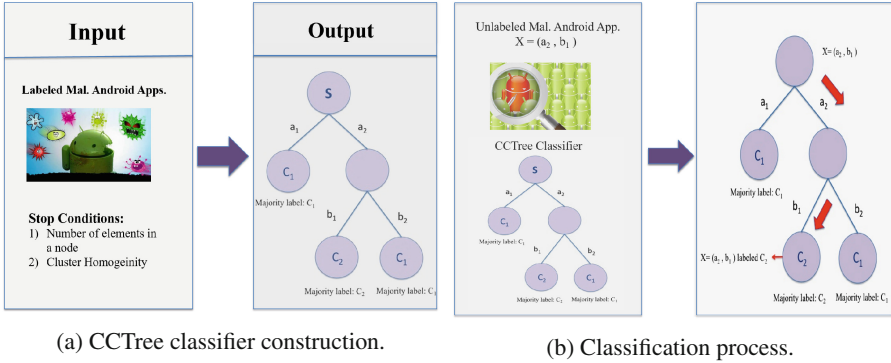 Input
Labeled Mal. Android Apps.
Stop Conditions:
1) Number of elements in
a node
2) Cluster Homogeinity
Output
S
a₁
a₂
C₁
Majority label: C₁
b₁
b₂
C₂
C₁
Majority label: C₂
Majority label: C₁
(a) CCTree classifier construction.
Unlabeled Mal. Android App.
X = (a₂ , b₁ )
CCTree Classifier
S
a₁
a₂
C₁
Majority label: C₁
b₁
b₂
C₂
C₁
Majority label: C₂
Majority label: C₁
X= (a₂ , b₁)
a₁
a₂
C₁
Majority label: C₁
b₁
b₂
X= (a₂ , b₁ ) labeled C₂
C₂
C₁
Majority label: C₂
Majority label: C₁
(b) Classification process.